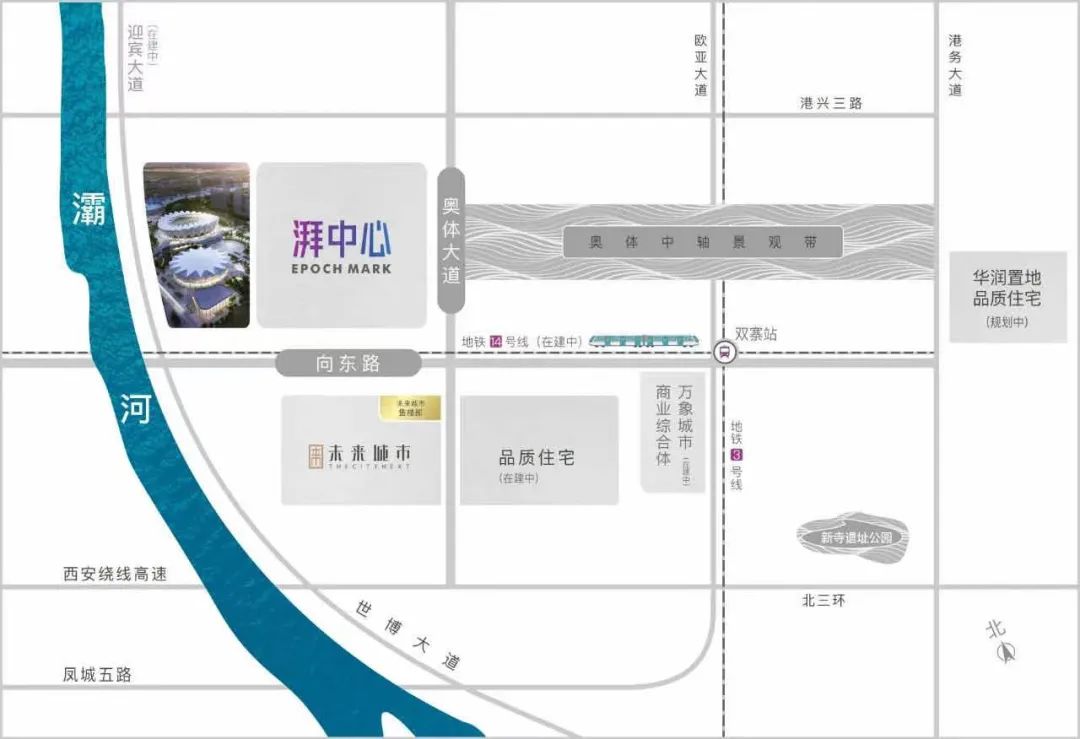 迎宾大道
(在建中)
欧亚大道
港务大道
港兴三路
灞河
湃中心
EPOCH MARK
奥体大道
奥体中轴景观带
华润置地
品质住宅
(规划中)
地铁14号线(在建中)
双寨站
向东路
未来城市
售楼部
未来城市
THECITYNEXT
品质住宅
(在建中)
万象城市
商业综合体
(在建中)
地铁3号线
新寺遗址公园
西安绕线高速
北三环
世博大道
北
凤城五路